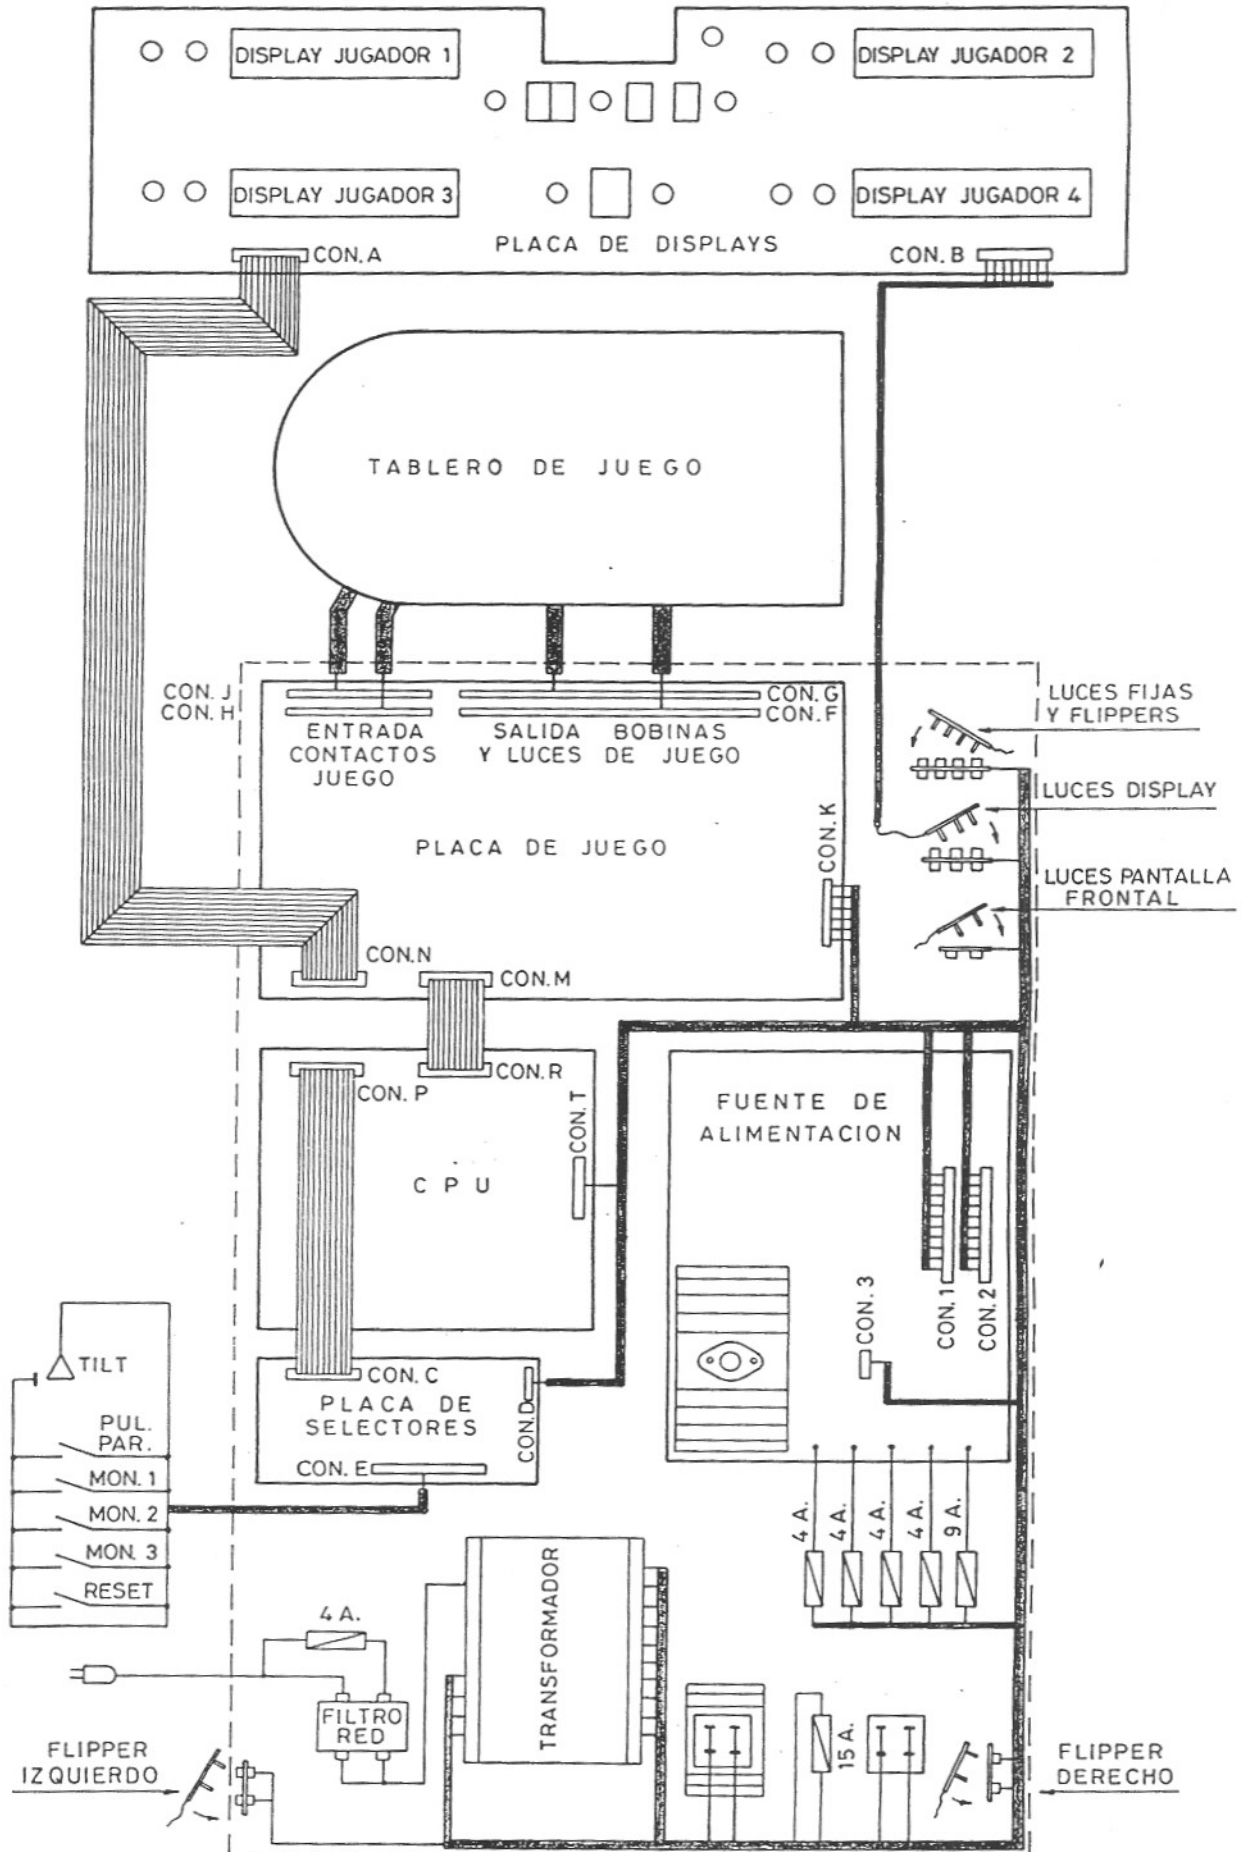 DISPLAY JUGADOR 1
DISPLAY JUGADOR 2
DISPLAY JUGADOR 3
DISPLAY JUGADOR 4
PLACA DE DISPLAYS
CON.A
CON.B
TABLERO DE JUEGO
CON.J
CON.H
CON.G
CON.F
ENTRADA
CONTACTOS
JUEGO
SALIDA BOBINAS
Y LUCES DE JUEGO
LUCES FIJAS
Y FLIPPERS
LUCES DISPLAY
LUCES PANTALLA
FRONTAL
PLACA DE JUEGO
CON.K
CON.N
CON.M
CON.R
CON.P
CON.T
CPU
FUENTE DE
ALIMENTACION
CON.1
CON.2
CON.3
TILT
PUL.
PAR.
MON.1
MON.2
MON.3
RESET
CON.C
PLACA DE
SELECTORES
CON.D
CON.E
4 A.
4 A.
4 A.
4 A.
9 A.
TRANSFORMADOR
4 A.
FILTRO
RED
15 A.
FLIPPER
IZQUIERDO
FLIPPER
DERECHO